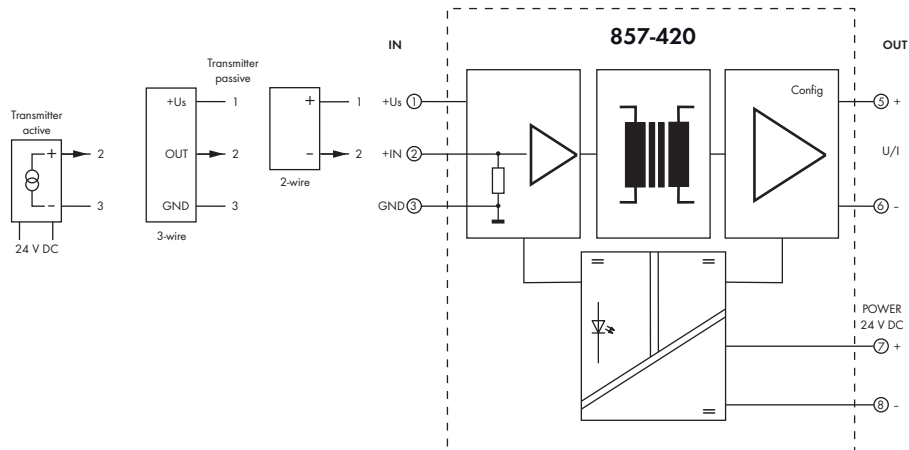 857-420
IN
OUT
Transmitter
passive
Transmitter
active
+
2
-
3
24 V DC
+Us
1
OUT
2
GND
3
3-wire
+
1
-
2
2-wire
+Us 1
+IN 2
GND 3
Config
5 +
U/I
6 -
POWER
24 V DC
7 +
8 -